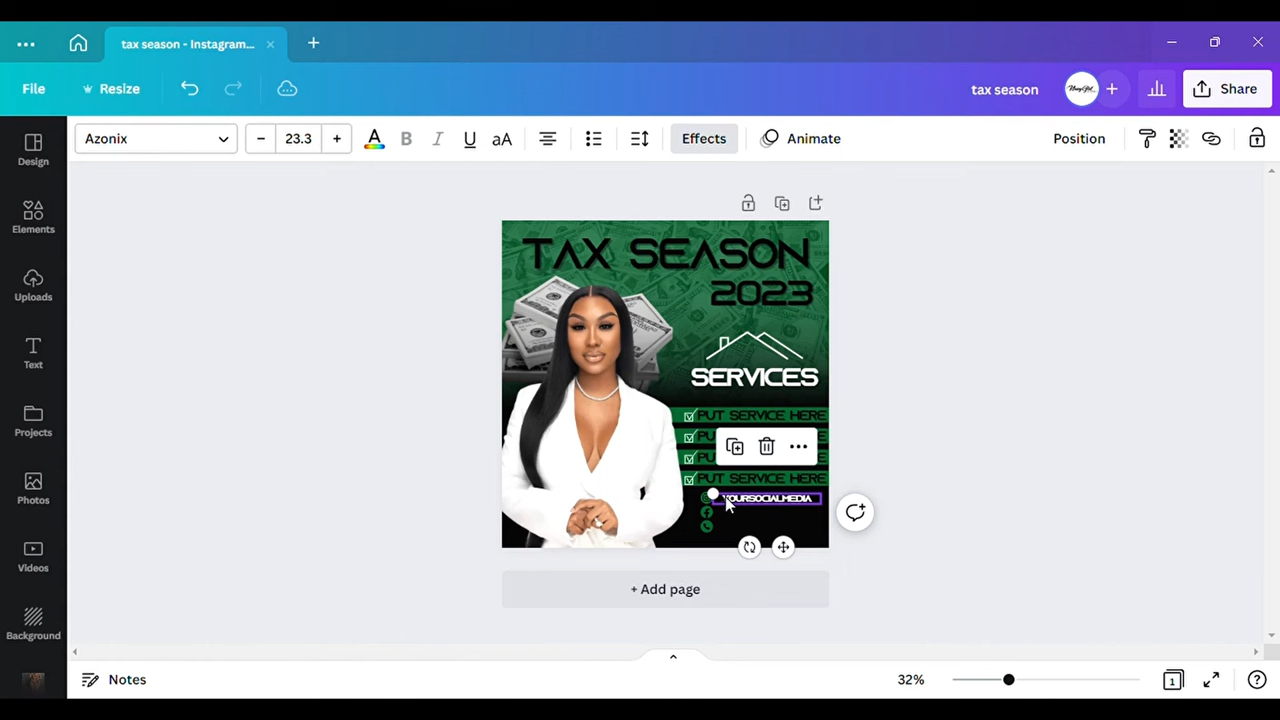 tax season - Instagram...
File
Resize
tax season
Share
Azonix
23.3
aA
Effects
Animate
Position
Design
Elements
Uploads
Text
Projects
Photos
Videos
Background
TAX SEASON
2023
SERVICES
PUT SERVICE HERE
PU
PUT SERVICE HERE
YOURSOCIALMEDIA
+ Add page
Notes
32%
1